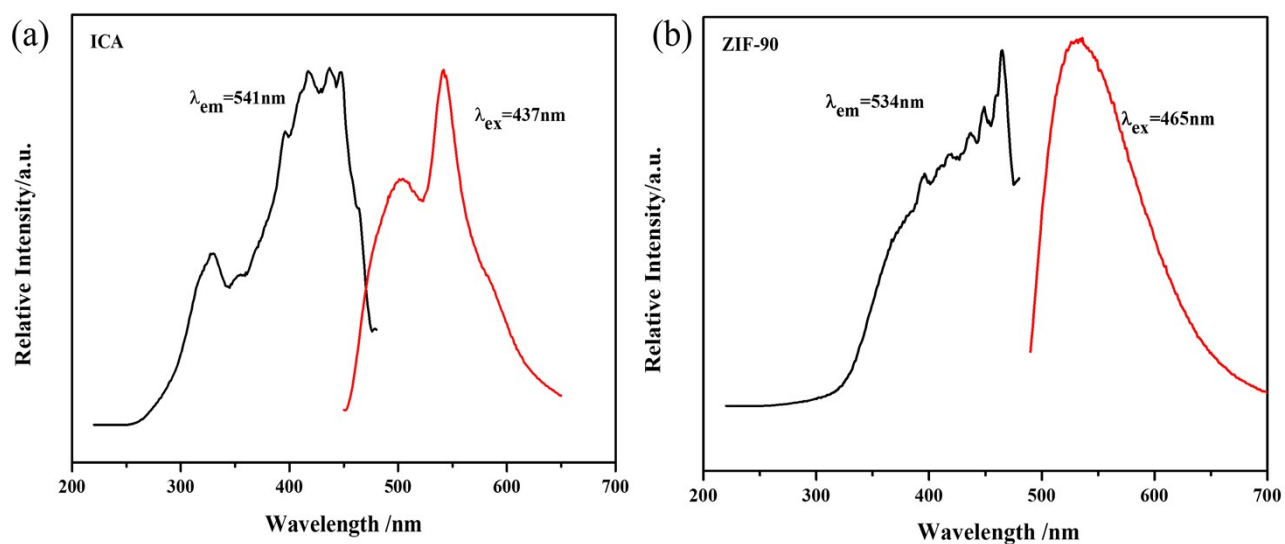 (a)
ICA
λem=541nm
λex=437nm
Relative Intensity/a.u.
200 300 400 500 600 700
Wavelength /nm
(b)
ZIF-90
λem=534nm
λex=465nm
Relative Intensity/a.u.
200 300 400 500 600 700
Wavelength /nm